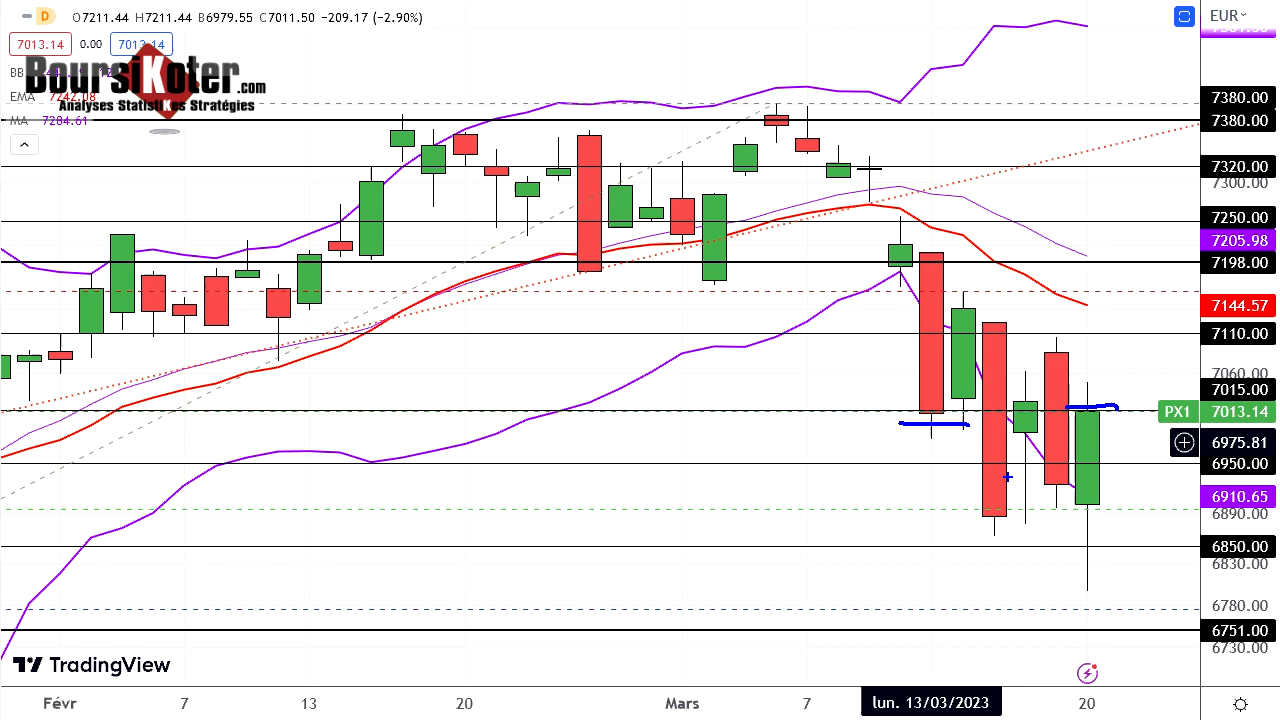 D O7211.44 H7211.44 B6979.55 C7011.50 -209.17 (-2.90%)
7013.14 0.00 7013.14
BB
BoursiKoter.com
Analyses StatistiKes Stratégies
EMA 7242.08
MA 7284.61
EUR
7380.00
7380.00
7320.00
7300.00
7250.00
7205.98
7198.00
7144.57
7110.00
7060.00
7015.00
PX1 7013.14
6975.81
6950.00
6910.65
6890.00
6850.00
6830.00
6780.00
6751.00
6730.00
TradingView
Févr 7 13 20 Mars 7 lun. 13/03/2023 20